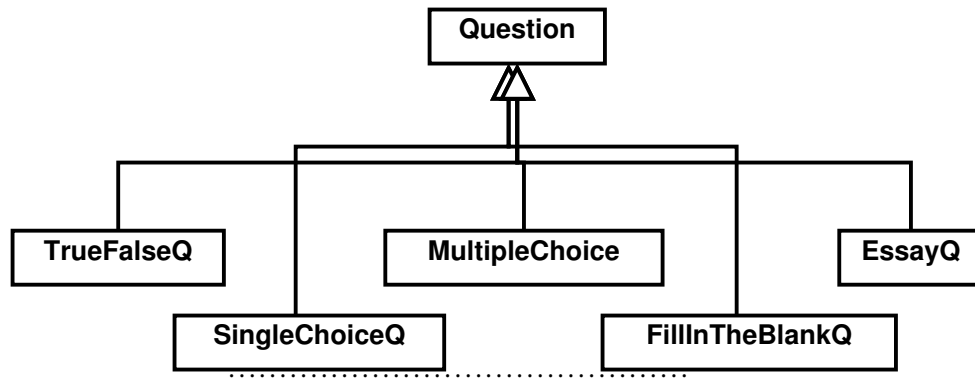 Question
TrueFalseQ
MultipleChoice
EssayQ
SingleChoiceQ
FillInTheBlankQ